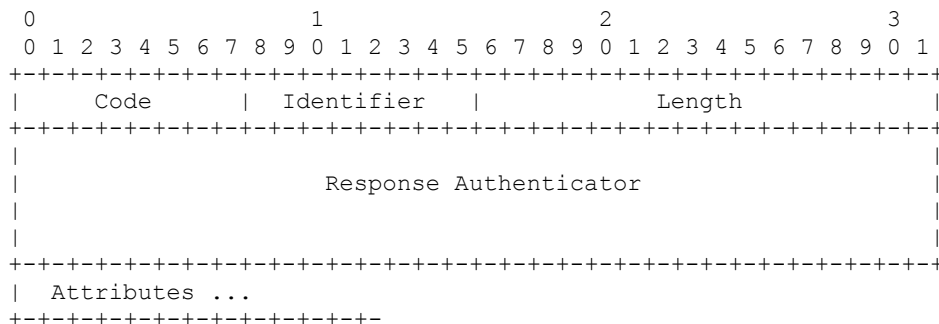 0                   1                   2                   3
 0 1 2 3 4 5 6 7 8 9 0 1 2 3 4 5 6 7 8 9 0 1 2 3 4 5 6 7 8 9 0 1
+-+-+-+-+-+-+-+-+-+-+-+-+-+-+-+-+-+-+-+-+-+-+-+-+-+-+-+-+-+-+-+-+
|     Code      |  Identifier   |            Length             |
+-+-+-+-+-+-+-+-+-+-+-+-+-+-+-+-+-+-+-+-+-+-+-+-+-+-+-+-+-+-+-+-+
|                                                               |
|                     Response Authenticator                    |
|                                                               |
|                                                               |
+-+-+-+-+-+-+-+-+-+-+-+-+-+-+-+-+-+-+-+-+-+-+-+-+-+-+-+-+-+-+-+-+
|  Attributes ...
+-+-+-+-+-+-+-+-+-+-+-+-+-